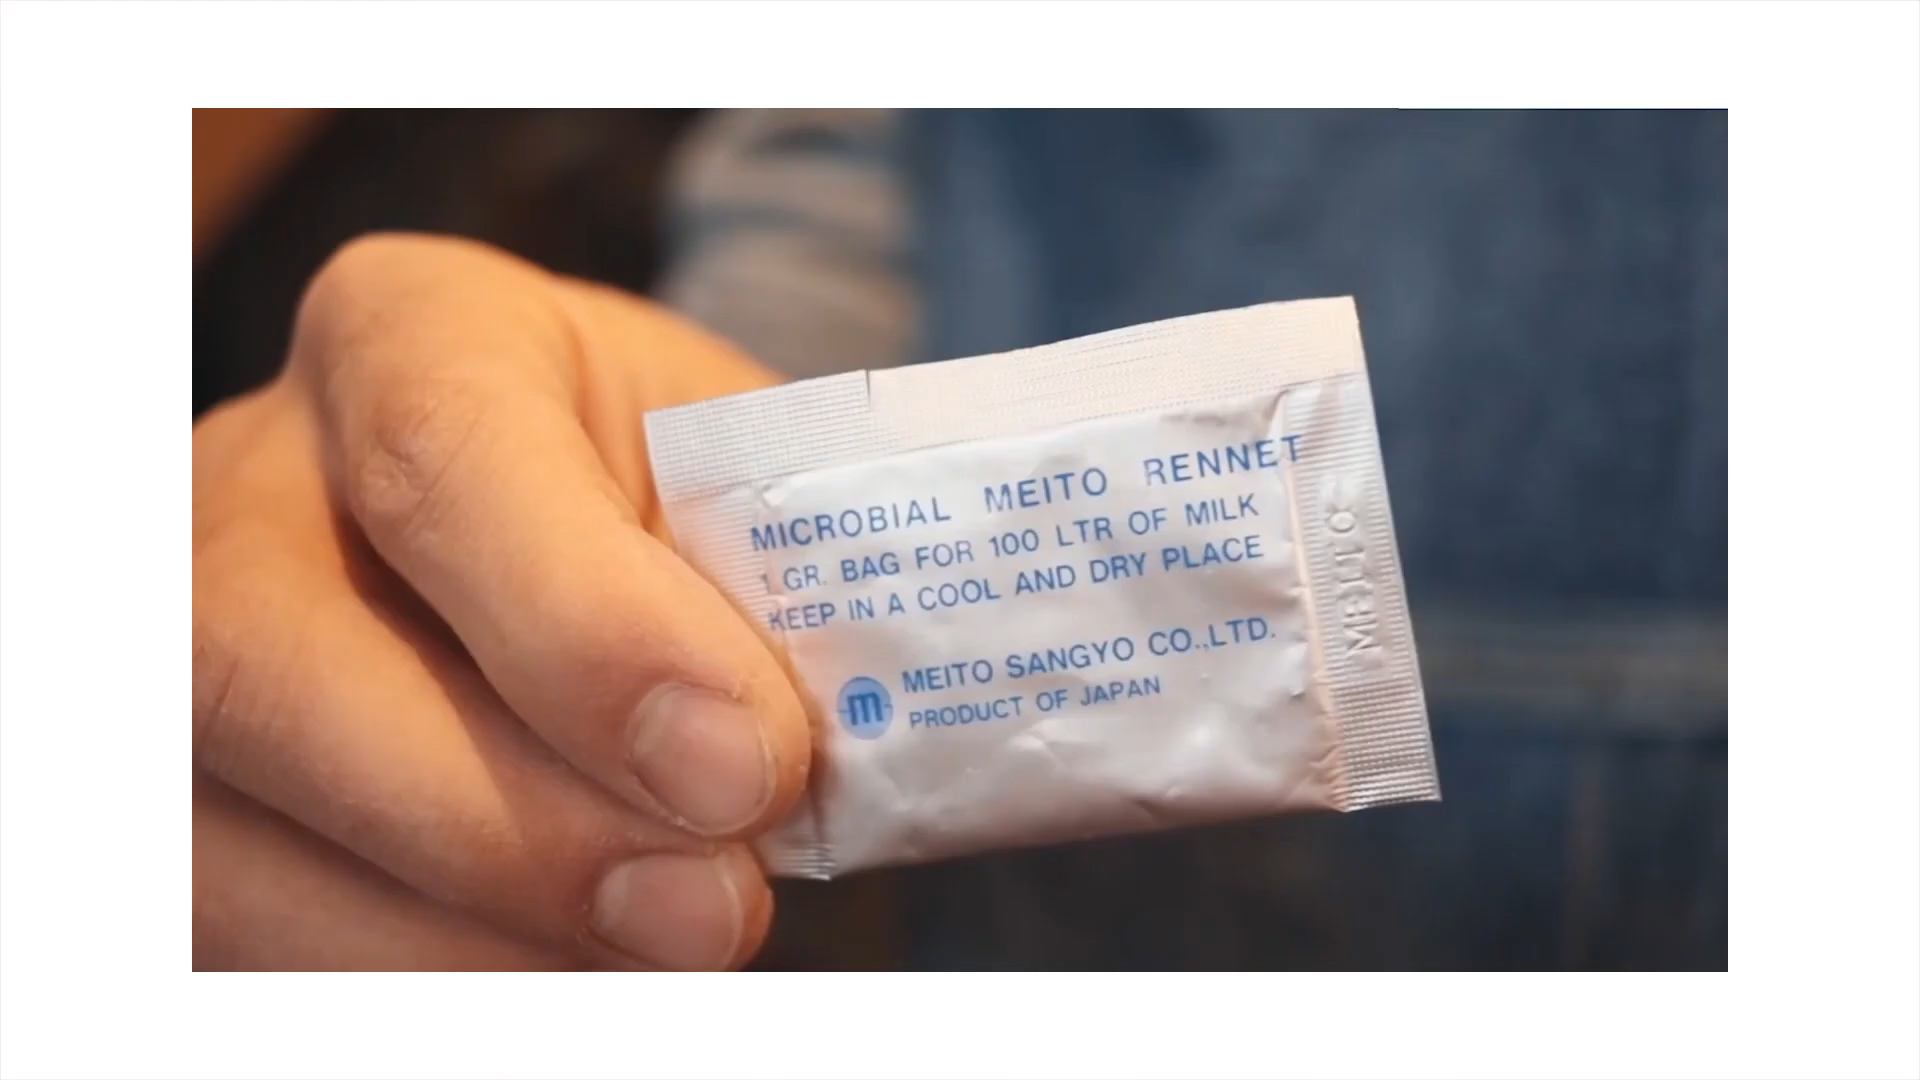 MICROBIAL MEITO RENNET
1 GR. BAG FOR 100 LTR OF MILK
KEEP IN A COOL AND DRY PLACE
m
MEITO SANGYO CO.,LTD.
PRODUCT OF JAPAN
MEITO